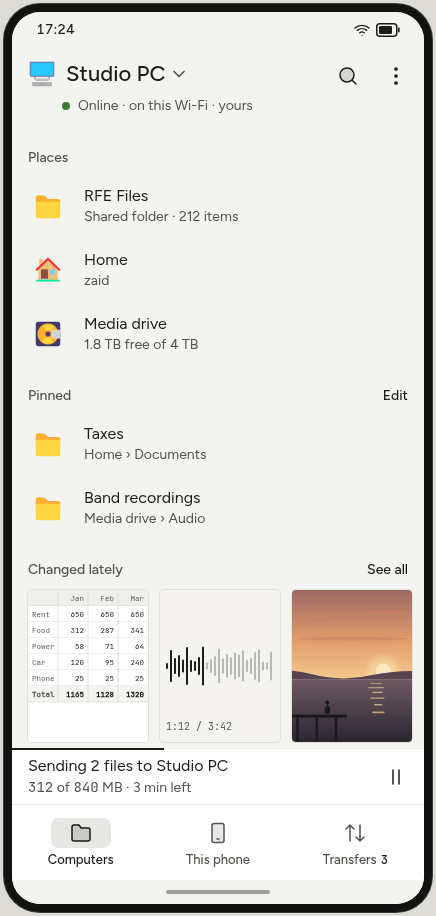 17:24
Studio PC
Online · on this Wi-Fi · yours
Places
RFE Files
Shared folder · 212 items
Home
zaid
Media drive
1.8 TB free of 4 TB
Pinned Edit
Taxes
Home › Documents
Band recordings
Media drive › Audio
Changed lately See all
Jan Feb Mar
Rent 650 650 650
Food 312 287 341
Power 58 71 64
Car 120 95 240
Phone 25 25 25
Total 1165 1128 1320
1:12 / 3:42
Sending 2 files to Studio PC
312 of 840 MB · 3 min left
Computers This phone Transfers 3